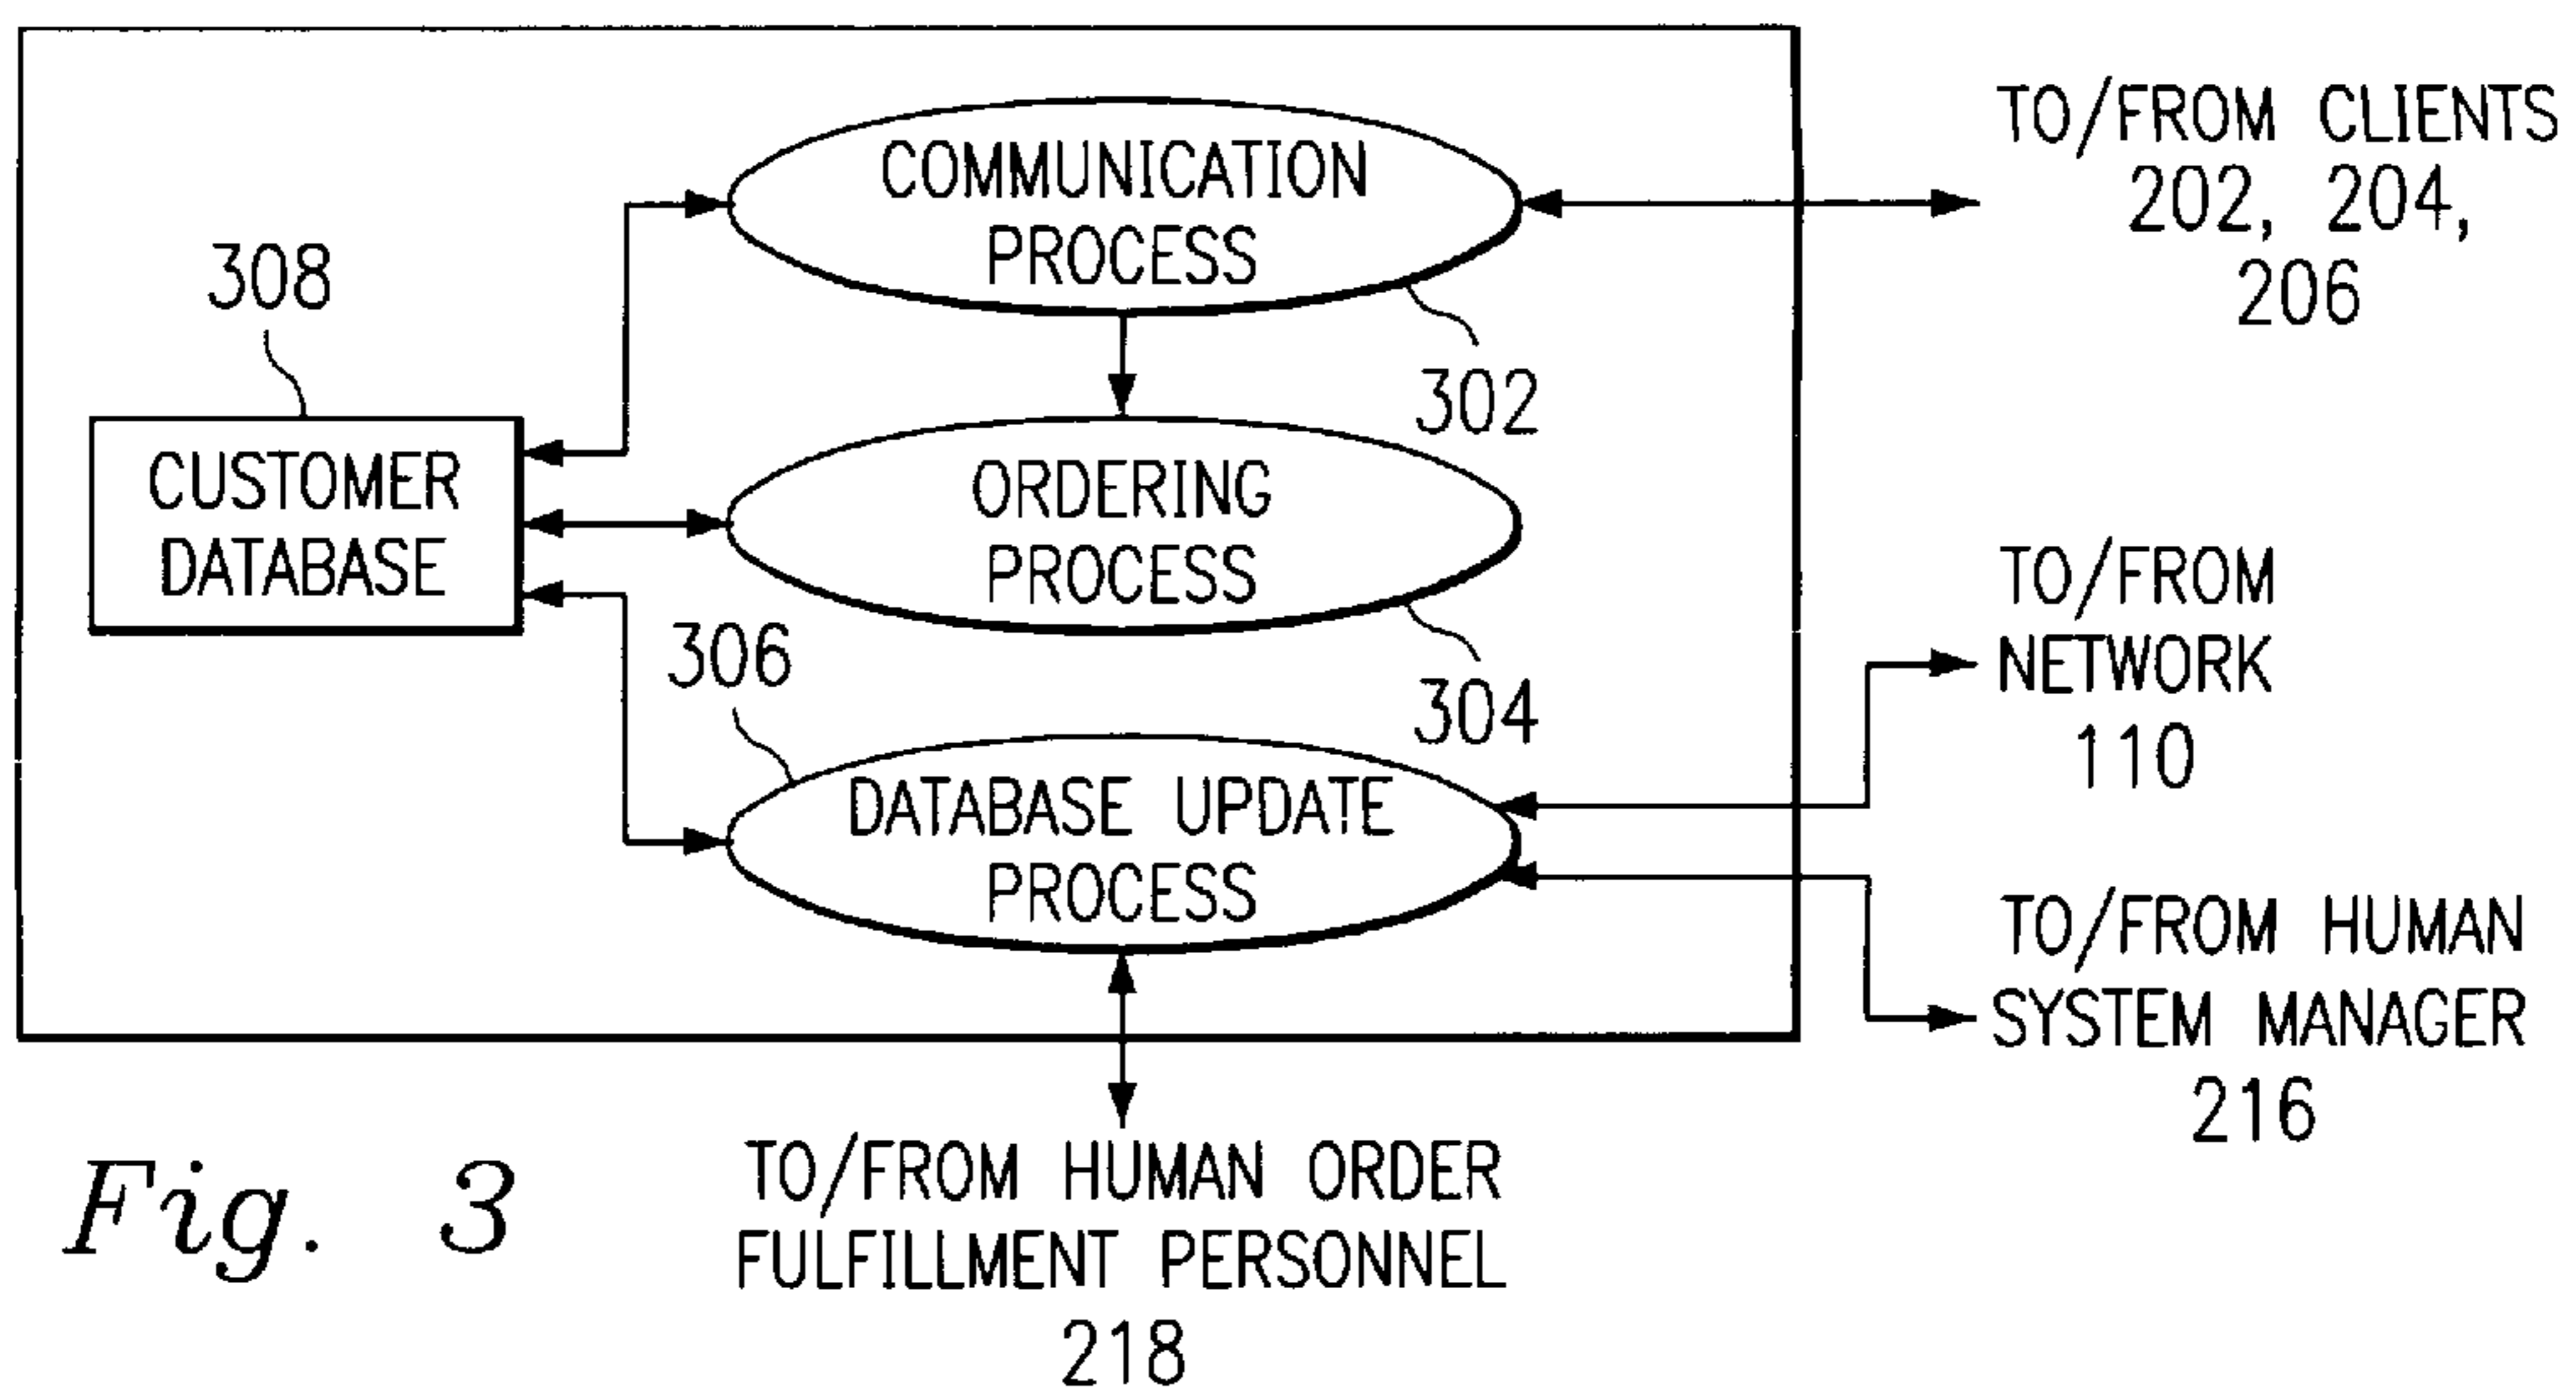 COMMUNICATION
PROCESS
302
TO/FROM CLIENTS
202, 204,
206
308
CUSTOMER
DATABASE
ORDERING
PROCESS
304
306
DATABASE UPDATE
PROCESS
TO/FROM
NETWORK
110
TO/FROM HUMAN
SYSTEM MANAGER
216
TO/FROM HUMAN ORDER
FULFILLMENT PERSONNEL
218
Fig. 3